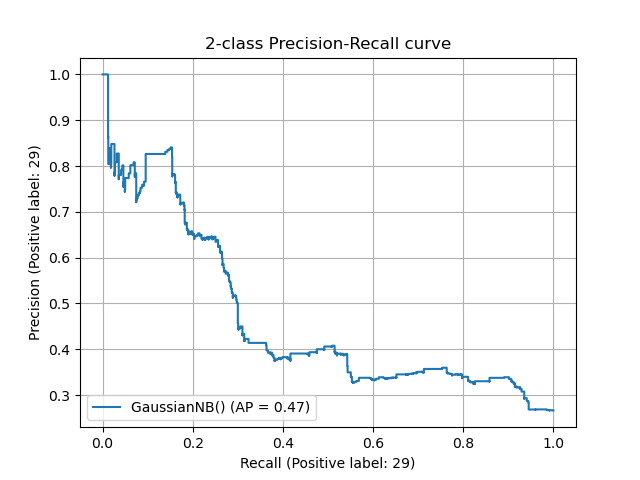 2-class Precision-Recall curve
1.0
0.9
0.8
0.7
0.6
0.5
0.4
0.3
Precision (Positive label: 29)
GaussianNB() (AP = 0.47)
0.0 0.2 0.4 0.6 0.8 1.0
Recall (Positive label: 29)